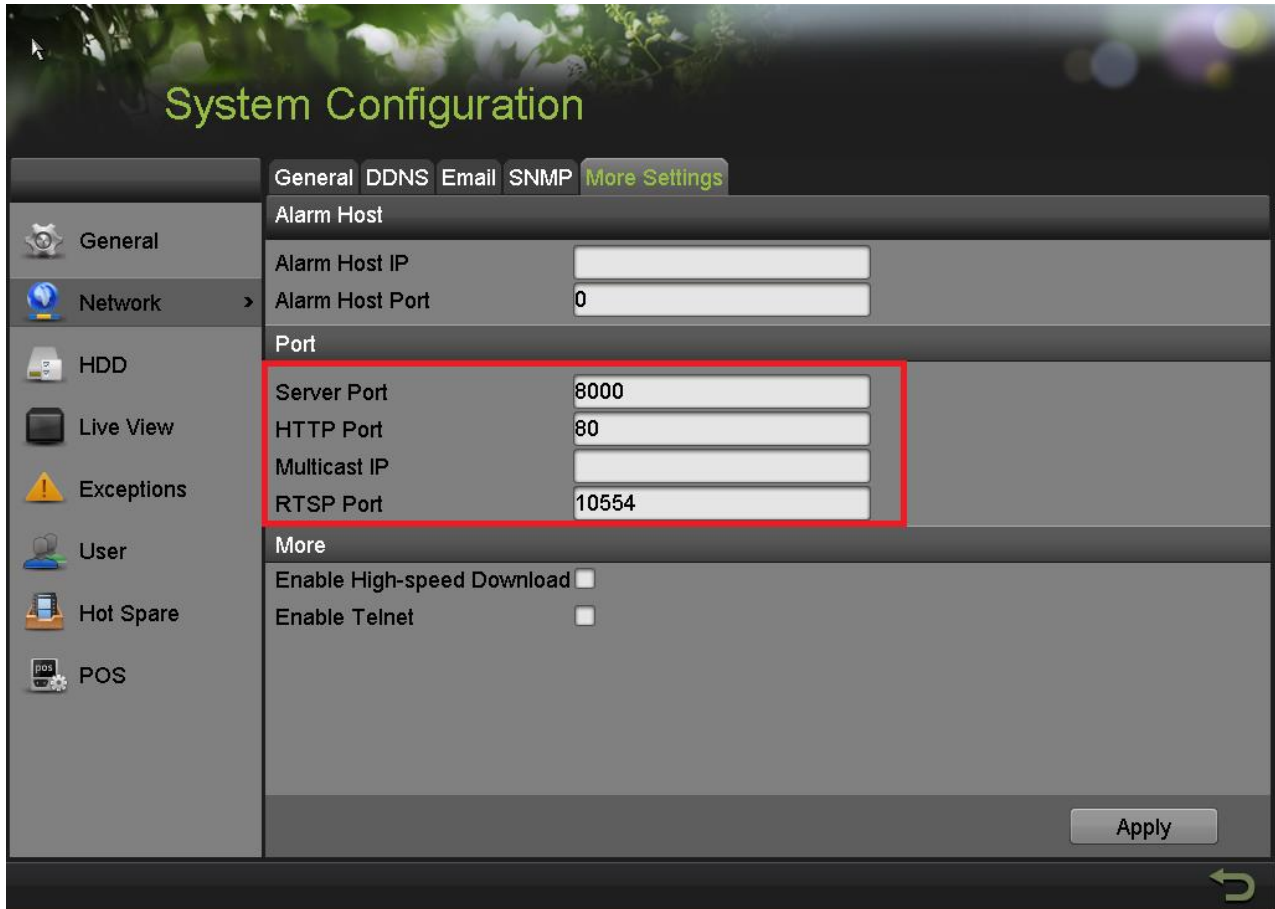 System Configuration
General DDNS Email SNMP More Settings
Alarm Host
General
Alarm Host IP
Network > Alarm Host Port 0
Port
HDD
Server Port 8000
Live View
HTTP Port 80
Multicast IP
Exceptions
RTSP Port 10554
User
More
Enable High-speed Download
Hot Spare
Enable Telnet
pos POS
Apply